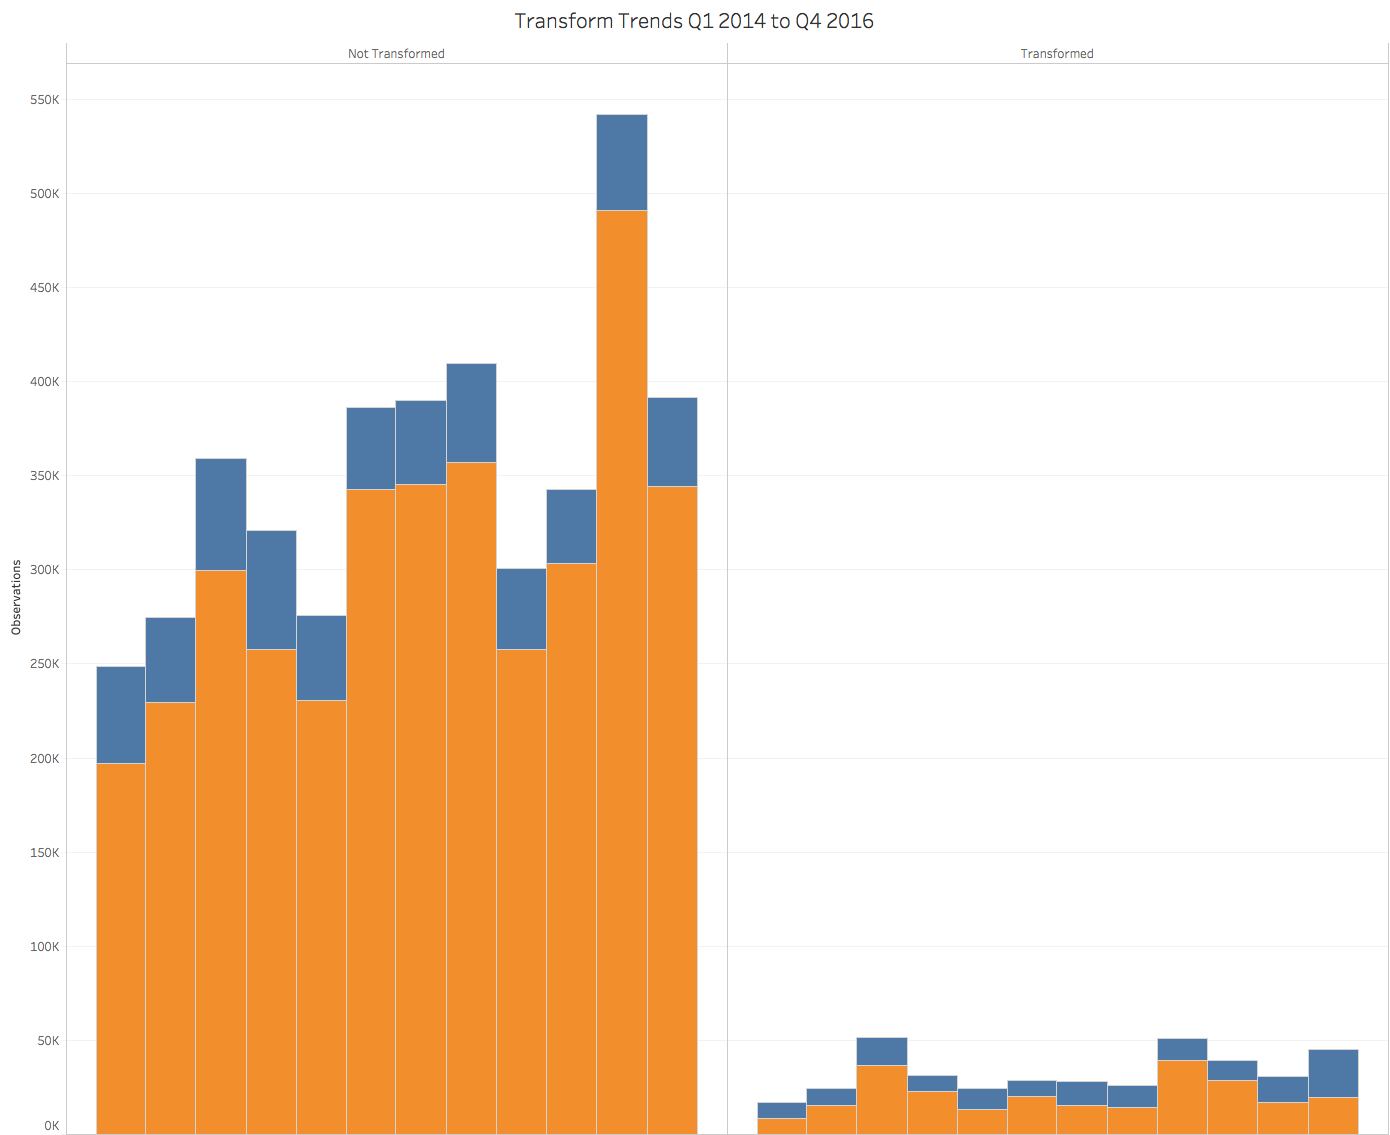 Transform Trends Q1 2014 to Q4 2016
Not Transformed
Transformed
550K
500K
450K
400K
350K
300K
250K
200K
150K
100K
50K
0K
Observations